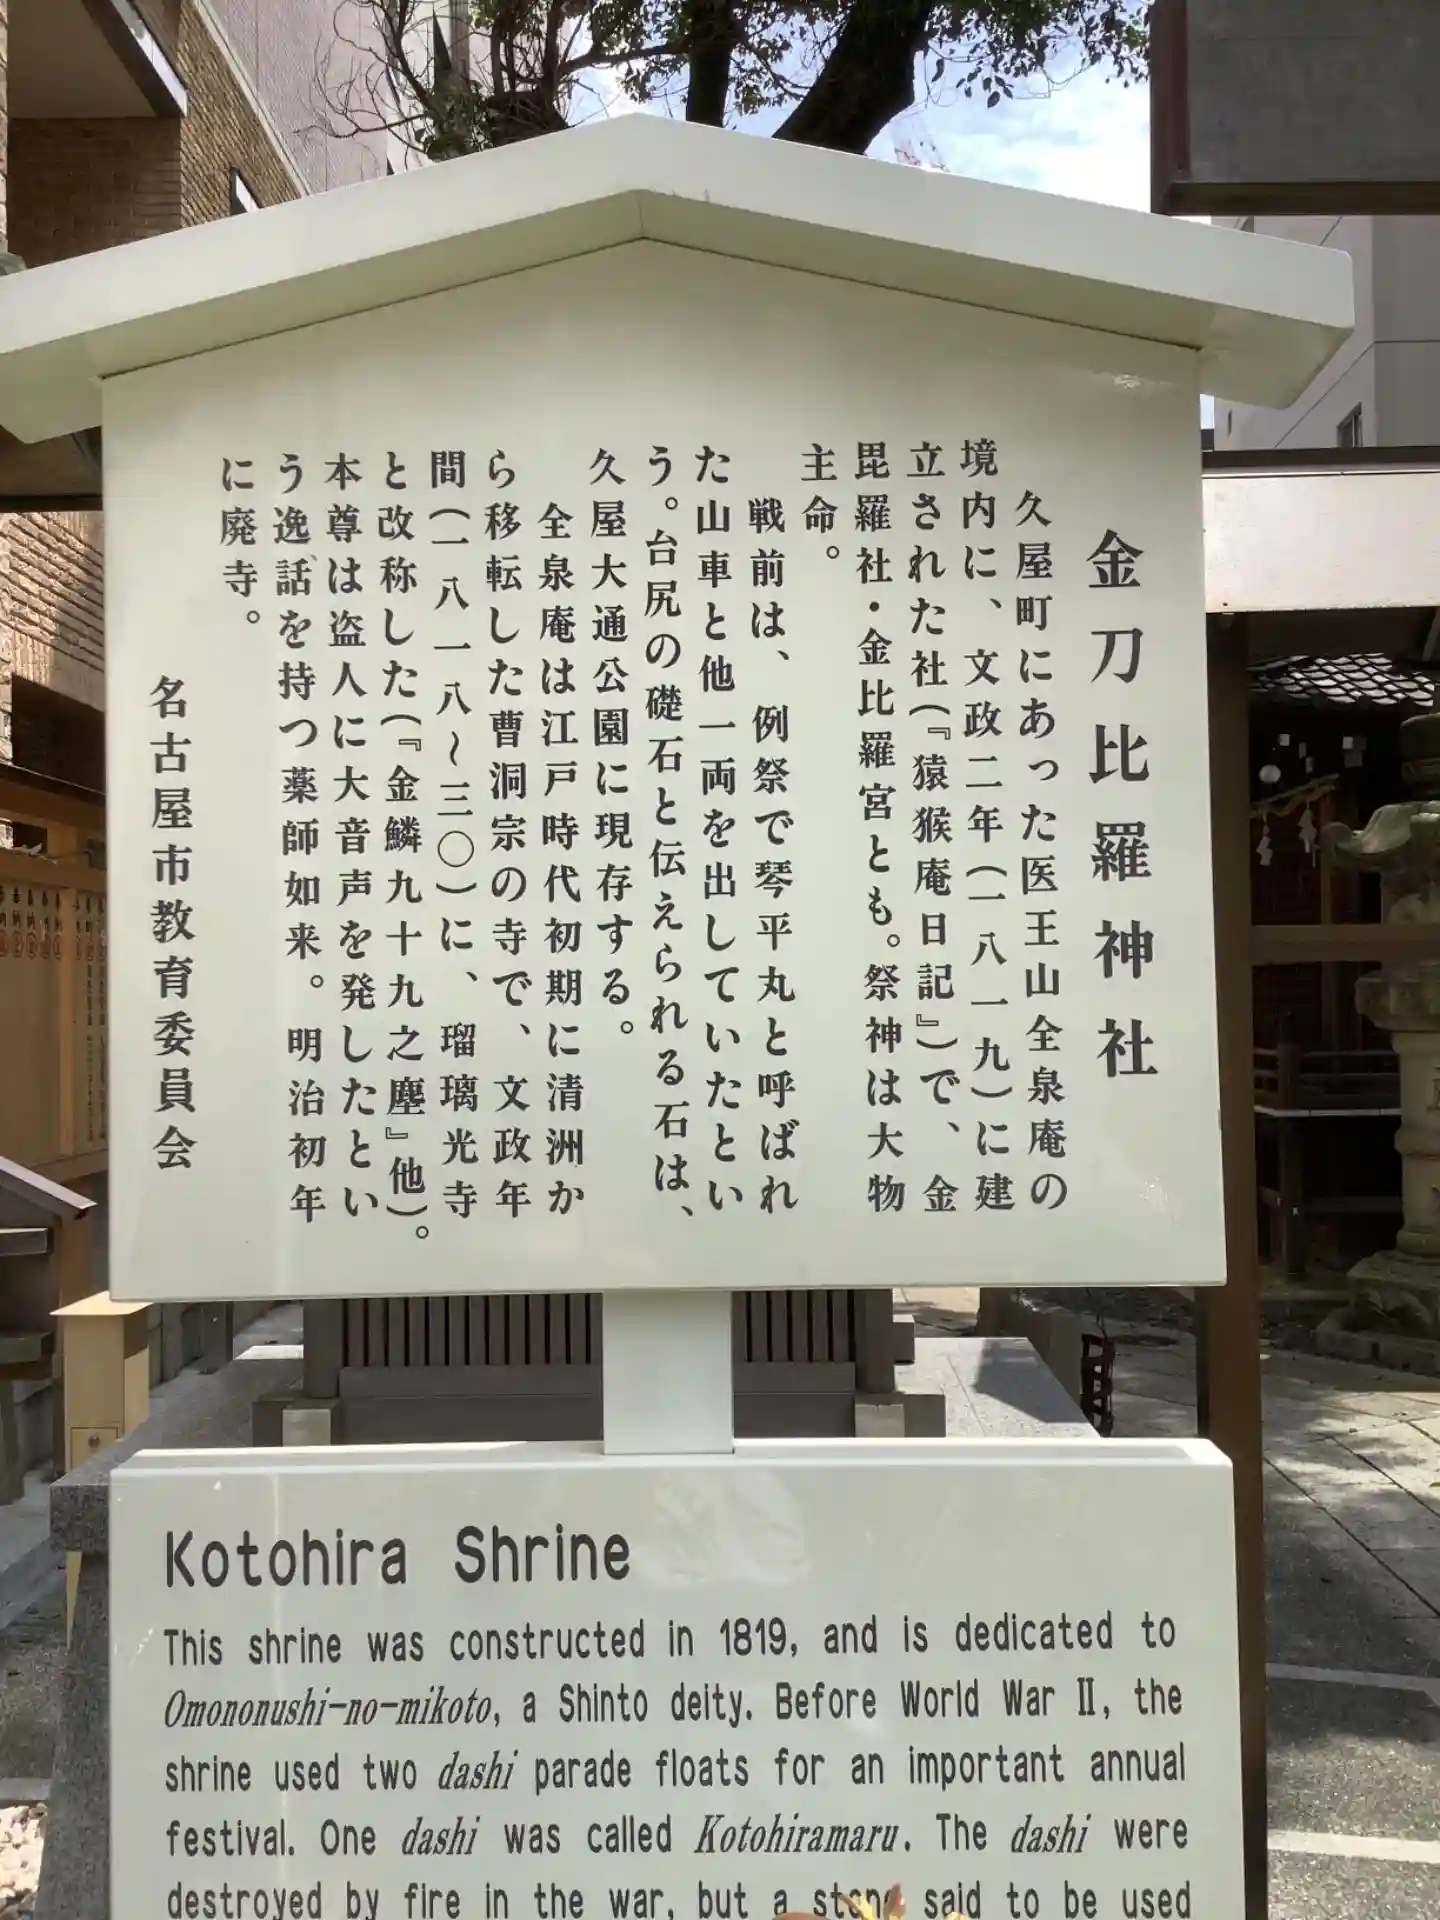 金刀比羅神社
久屋町にあった医王山全泉庵の
境内に、文政二年(一八一九)に建
立された社(『猿猴庵日記』)で、金
毘羅社・金比羅宮とも。祭神は大物
主命。
戦前は、例祭で琴平丸と呼ばれ
た山車と他一両を出していたとい
う。台尻の礎石と伝えられる石は、
久屋大通公園に現存する。
全泉庵は江戸時代初期に清洲か
ら移転した曹洞宗の寺で、文政年
間(一八一八~三〇)に、瑠璃光寺
と改称した(『金鱗九十九之塵』他)。
本尊は盗人に大音声を発したとい
う逸話を持つ薬師如来。明治初年
に廃寺。
名古屋市教育委員会
Kotohira Shrine
This shrine was constructed in 1819, and is dedicated to
Omononushi-no-mikoto, a Shinto deity. Before World War II, the
shrine used two dashi parade floats for an important annual
festival. One dashi was called Kotohiramaru. The dashi were
destroyed by fire in the war, but a stone said to be used